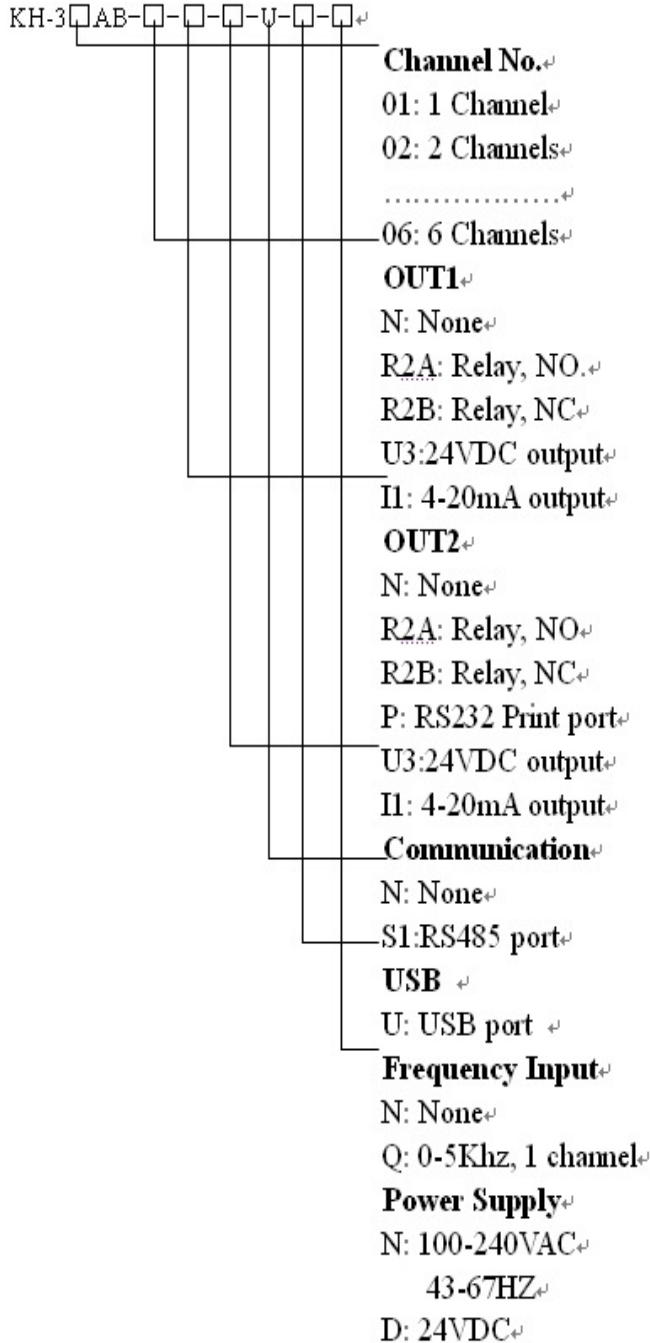 KH-3□AB-□-□-□-U-□-□
Channel No.
01: 1 Channel
02: 2 Channels
..................
06: 6 Channels
OUT1
N: None
R2A: Relay, NO.
R2B: Relay, NC
U3:24VDC output
I1: 4-20mA output
OUT2
N: None
R2A: Relay, NO
R2B: Relay, NC
P: RS232 Print port
U3:24VDC output
I1: 4-20mA output
Communication
N: None
S1:RS485 port
USB
U: USB port
Frequency Input
N: None
Q: 0-5Khz, 1 channel
Power Supply
N: 100-240VAC
43-67HZ
D: 24VDC